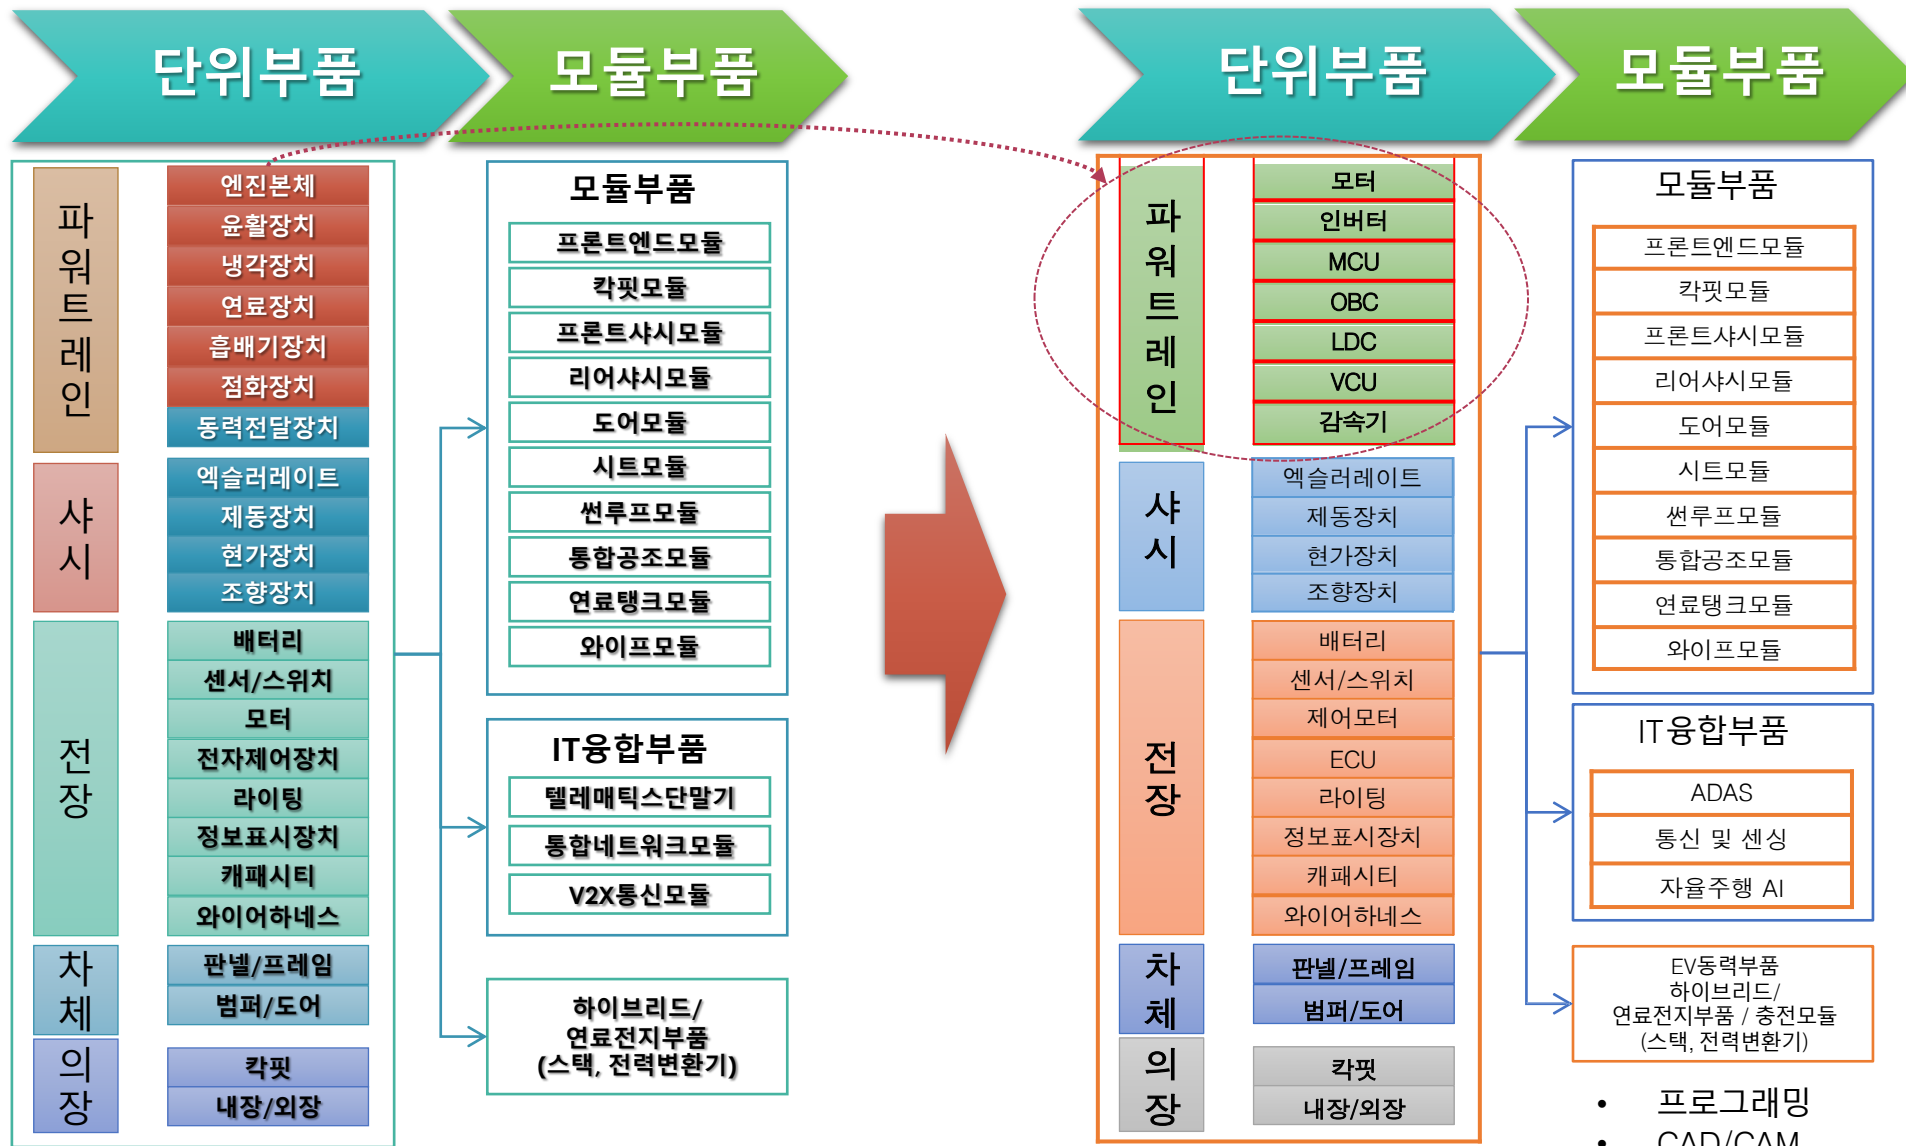 단위부품
모듈부품
파워트레인
엔진본체
윤활장치
냉각장치
연료장치
흡배기장치
점화장치
동력전달장치
샤시
엑슬러레이트
제동장치
현가장치
조향장치
전장
배터리
센서/스위치
모터
전자제어장치
라이팅
정보표시장치
캐패시티
와이어하네스
차체
판넬/프레임
범퍼/도어
의장
칵핏
내장/외장
모듈부품
프론트엔드모듈
칵핏모듈
프론트샤시모듈
리어샤시모듈
도어모듈
시트모듈
썬루프모듈
통합공조모듈
연료탱크모듈
와이프모듈
IT융합부품
텔레매틱스단말기
통합네트워크모듈
V2X통신모듈
하이브리드/
연료전지부품
(스택, 전력변환기)
단위부품
모듈부품
파워트레인
모터
인버터
MCU
OBC
LDC
VCU
감속기
샤시
엑슬러레이트
제동장치
현가장치
조향장치
전장
배터리
센서/스위치
제어모터
ECU
라이팅
정보표시장치
캐패시티
와이어하네스
차체
판넬/프레임
범퍼/도어
의장
칵핏
내장/외장
모듈부품
프론트엔드모듈
칵핏모듈
프론트샤시모듈
리어샤시모듈
도어모듈
시트모듈
썬루프모듈
통합공조모듈
연료탱크모듈
와이프모듈
IT융합부품
ADAS
통신 및 센싱
자율주행 AI
EV동력부품
하이브리드/
연료전지부품 / 충전모듈
(스택, 전력변환기)
• 프로그래밍
• CAD/CAM